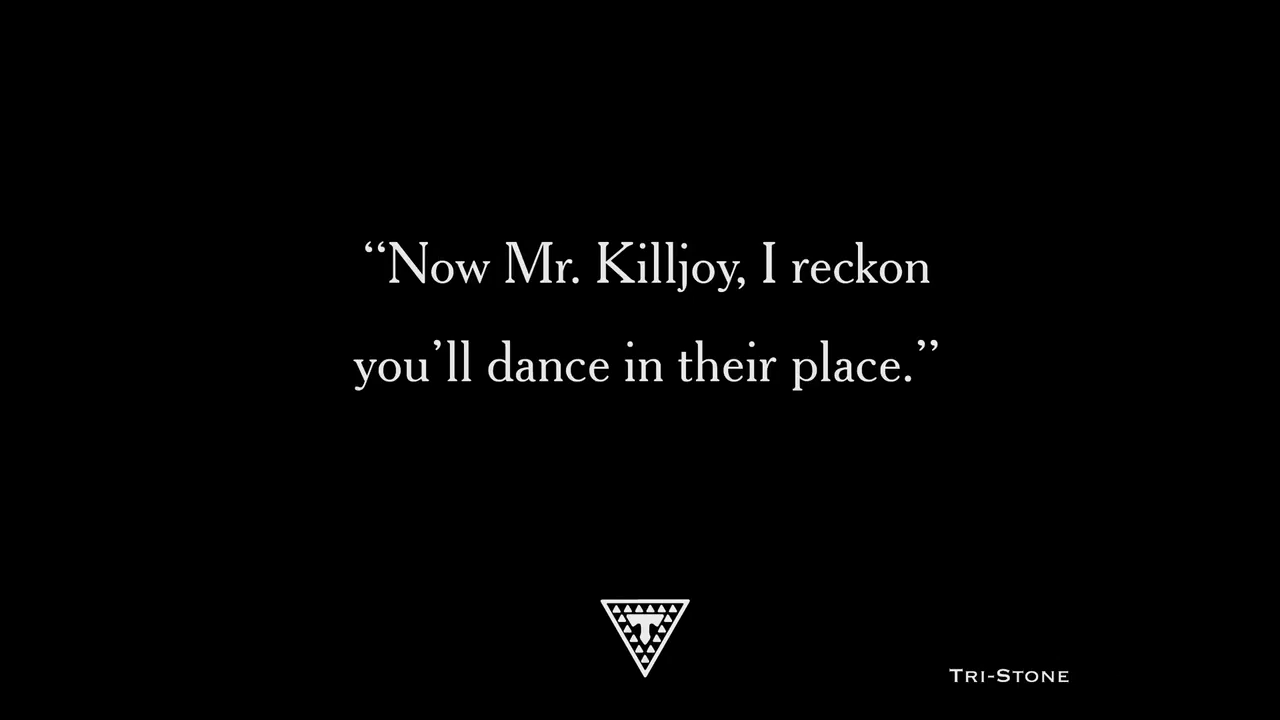 “Now Mr. Killjoy, I reckon
you’ll dance in their place.”
T
Tri-Stone